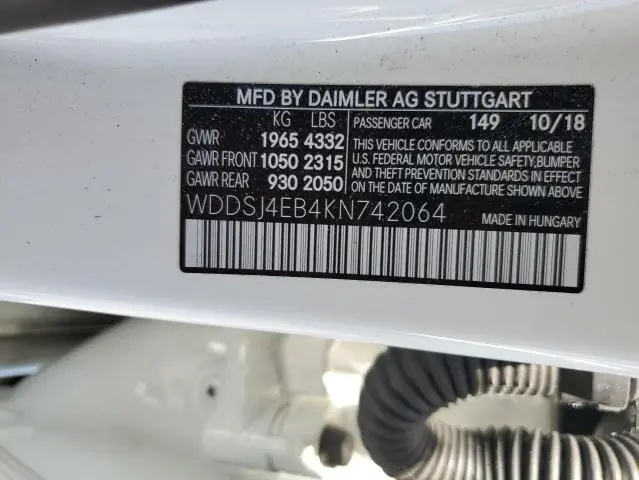 MFD BY DAIMLER AG STUTTGART
KG LBS PASSENGER CAR 149 10/18
GVWR 1965 4332
GAWR FRONT 1050 2315
GAWR REAR 930 2050
THIS VEHICLE CONFORMS TO ALL APPLICABLE
U.S. FEDERAL MOTOR VEHICLE SAFETY,BUMPER
AND THEFT PREVENTION STANDARDS IN EFFECT
ON THE DATE OF MANUFACTURE SHOWN ABOVE.
WDDSJ4EB4KN742064 MADE IN HUNGARY